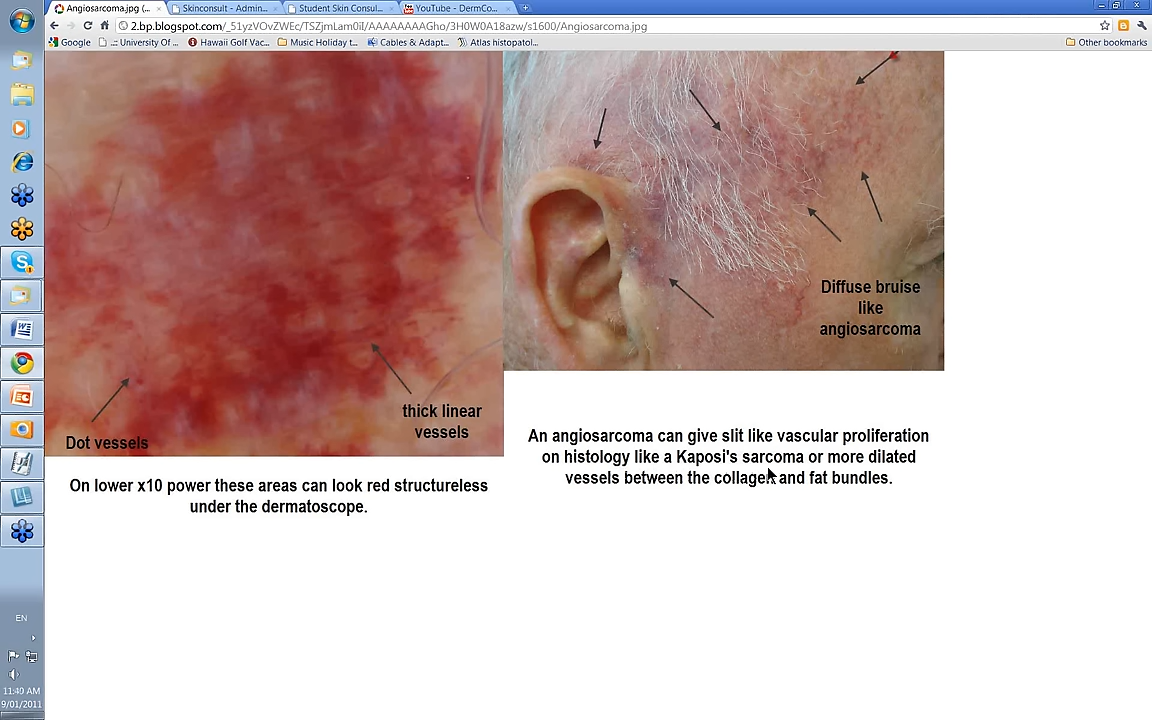 Angiosarcoma.jpg (...
Skinconsult - Admin...
Student Skin Consul...
YouTube - DermCo...
2.bp.blogspot.com/_51yzVOvZWEc/TSZjmLam0iI/AAAAAAAAGho/3H0W0A18azw/s1600/Angiosarcoma.jpg
Google
..:: University Of ...
Hawaii Golf Vac...
Music Holiday t...
Cables & Adapt...
Atlas histopatol...
Other bookmarks
Dot vessels
thick linear
vessels
On lower x10 power these areas can look red structureless
under the dermatoscope.
Diffuse bruise
like
angiosarcoma
An angiosarcoma can give slit like vascular proliferation
on histology like a Kaposi's sarcoma or more dilated
vessels between the collagen and fat bundles.
EN
11:40 AM
9/01/2011